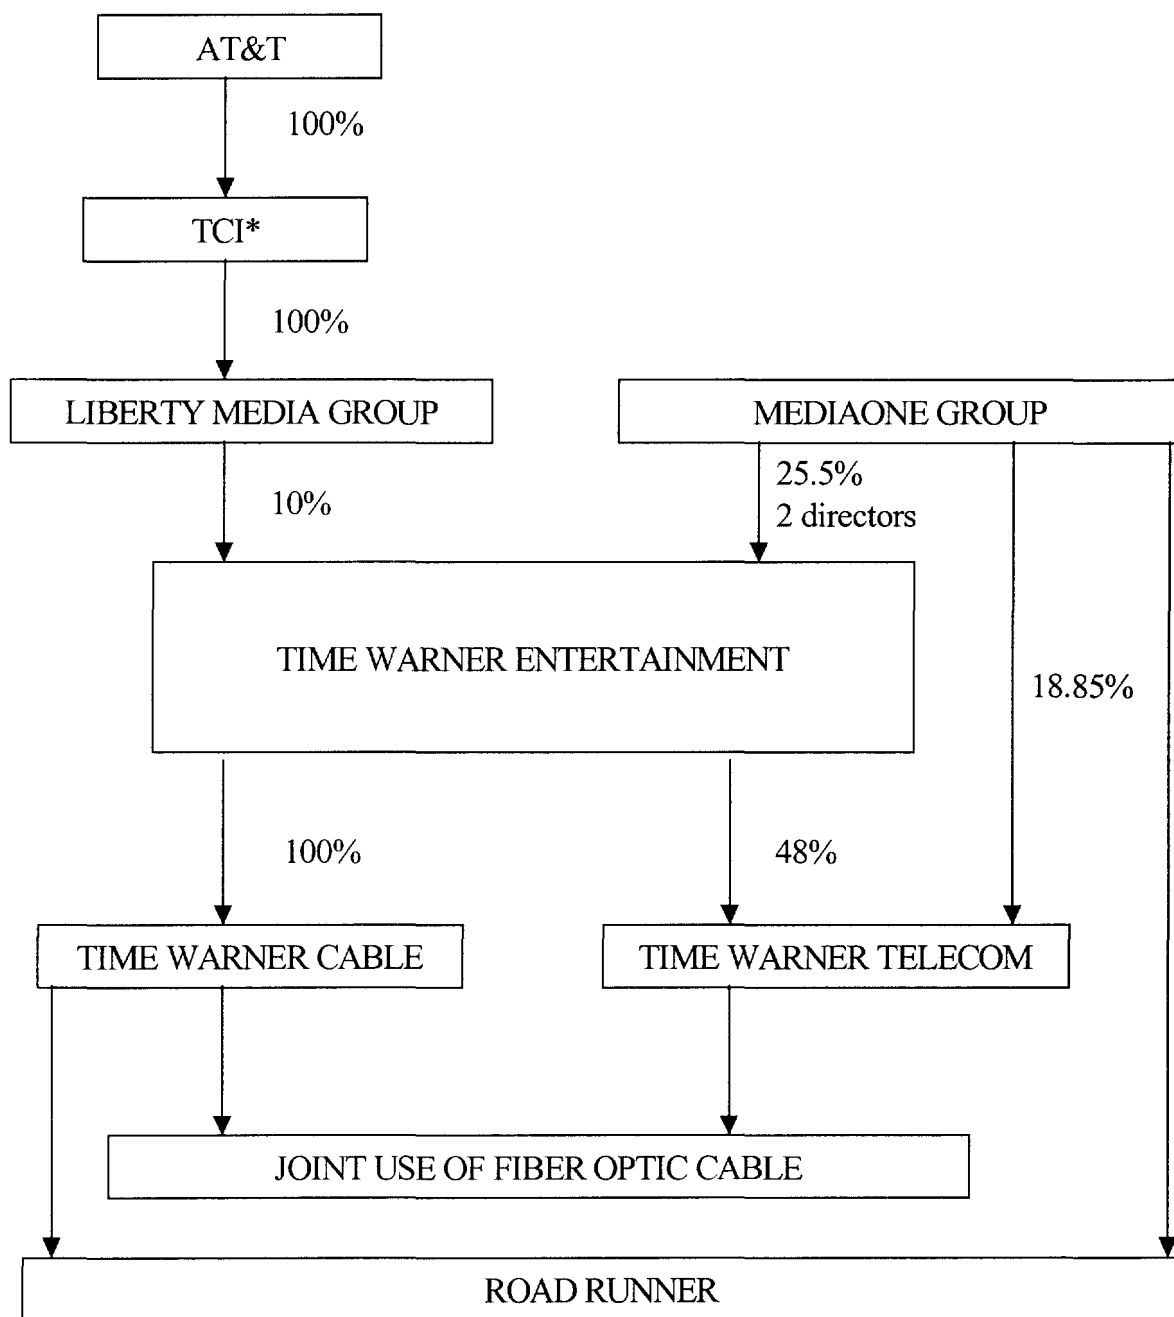 AT&T
100%
TCI*
100%
LIBERTY MEDIA GROUP
MEDIAONE GROUP
10%
25.5%
2 directors
TIME WARNER ENTERTAINMENT
18.85%
100%
48%
TIME WARNER CABLE
TIME WARNER TELECOM
JOINT USE OF FIBER OPTIC CABLE
ROAD RUNNER